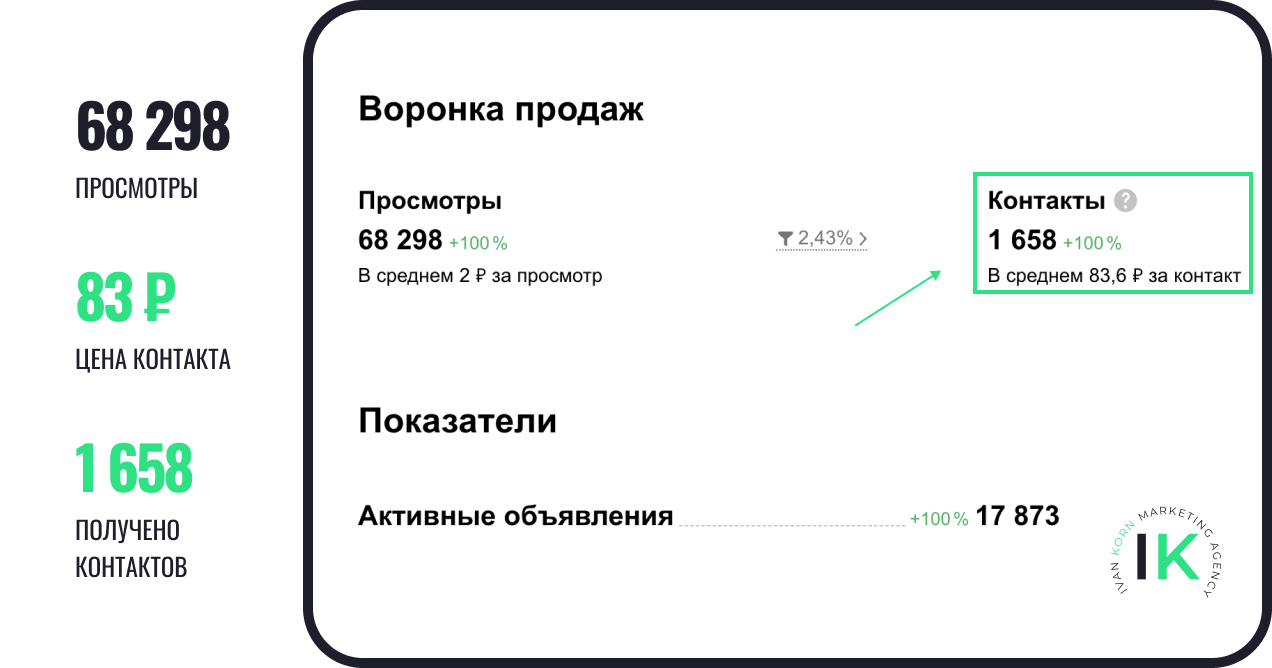 68 298
ПРОСМОТРЫ
83 ₽
ЦЕНА КОНТАКТА
1 658
ПОЛУЧЕНО
КОНТАКТОВ
Воронка продаж
Просмотры
68 298 +100 %
В среднем 2 ₽ за просмотр
2,43%
Контакты ?
1 658 +100 %
В среднем 83,6 ₽ за контакт
Показатели
Активные объявления +100 % 17 873
IVAN KORN MARKETING AGENCY
IK